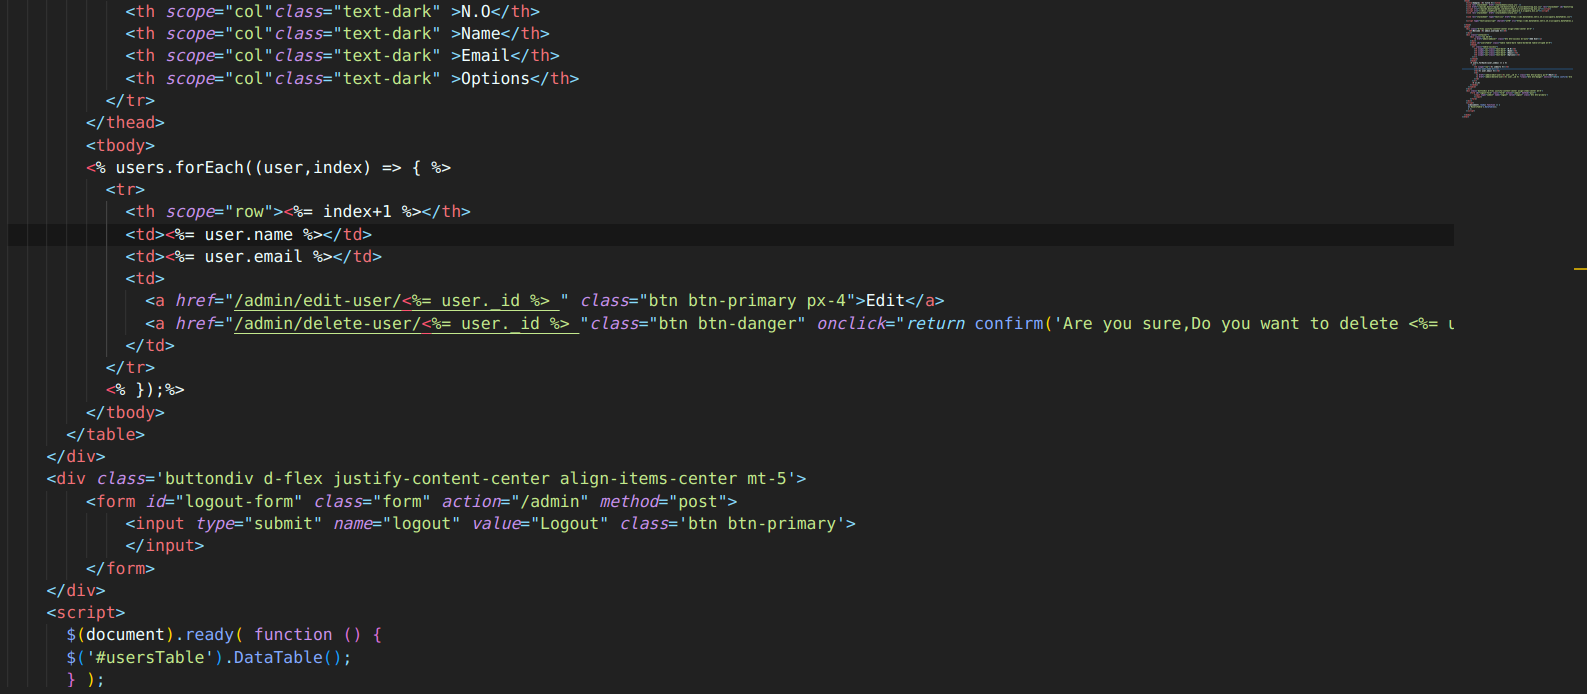 <th scope="col"class="text-dark" >N.O</th>
<th scope="col"class="text-dark" >Name</th>
<th scope="col"class="text-dark" >Email</th>
<th scope="col"class="text-dark" >Options</th>
</tr>
</thead>
<tbody>
<% users.forEach((user,index) => { %>
<tr>
<th scope="row"><%= index+1 %></th>
<td><%= user.name %></td>
<td><%= user.email %></td>
<td>
<a href="/admin/edit-user/<%= user._id %> " class="btn btn-primary px-4">Edit</a>
<a href="/admin/delete-user/<%= user._id %> "class="btn btn-danger" onclick="return confirm('Are you sure,Do you want to delete <%=
</td>
</tr>
<% });%>
</tbody>
</table>
</div>
<div class='buttondiv d-flex justify-content-center align-items-center mt-5'>
<form id="logout-form" class="form" action="/admin" method="post">
<input type="submit" name="logout" value="Logout" class='btn btn-primary'>
</input>
</form>
</div>
<script>
$(document).ready( function () {
$('#usersTable').DataTable();
} );